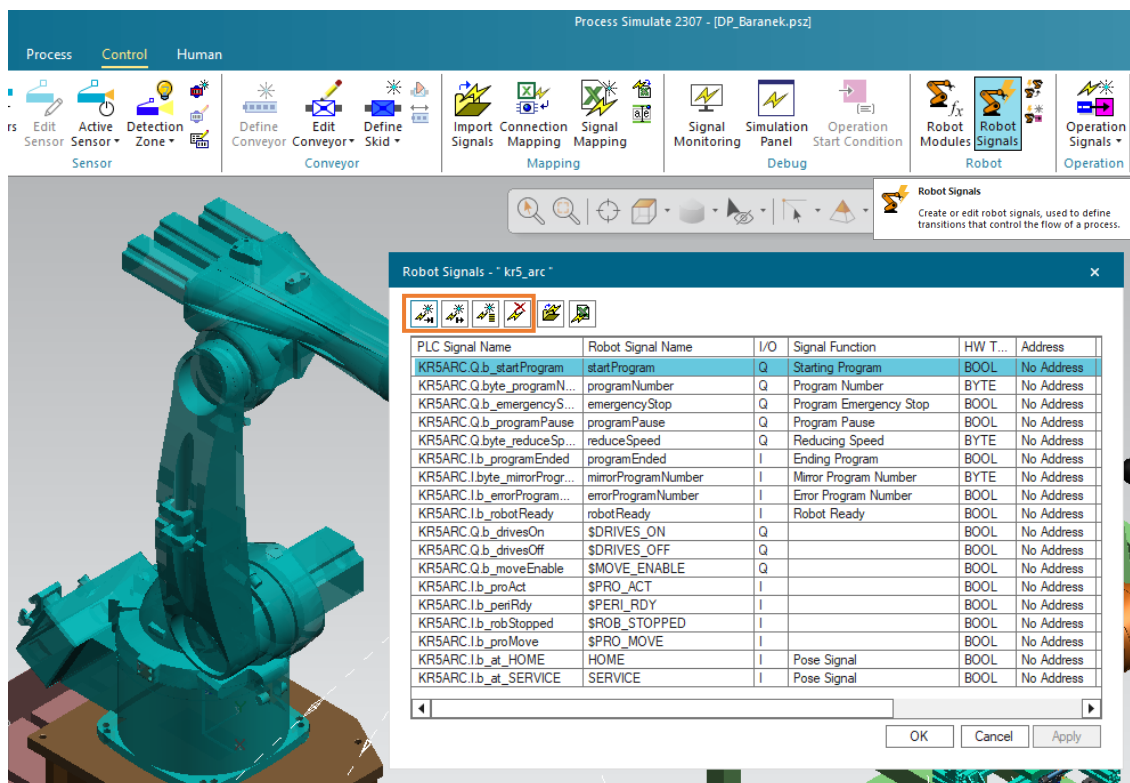 Process Simulate 2307 - [DP_Baranek.psz]
Process Control Human
rs Edit Sensor Active Sensor Detection Zone Define Conveyor Edit Conveyor Define Skid Import Signals Connection Mapping Signal Mapping Signal Monitoring Simulation Panel Operation Start Condition Robot Modules Robot Signals Operation Signals
Sensor Conveyor Mapping Debug Robot Operation
Robot Signals
Create or edit robot signals, used to define
transitions that control the flow of a process.
Robot Signals - " kr5_arc "
PLC Signal Name Robot Signal Name I/O Signal Function HW T... Address
KR5ARC.Q.b_startProgram startProgram Q Starting Program BOOL No Address
KR5ARC.Q.byte_programN... programNumber Q Program Number BYTE No Address
KR5ARC.Q.b_emergencyS... emergencyStop Q Program Emergency Stop BOOL No Address
KR5ARC.Q.b_programPause programPause Q Program Pause BOOL No Address
KR5ARC.Q.byte_reduceSp... reduceSpeed Q Reducing Speed BYTE No Address
KR5ARC.I.b_programEnded programEnded I Ending Program BOOL No Address
KR5ARC.I.byte_mirrorProgr... mirrorProgramNumber I Mirror Program Number BYTE No Address
KR5ARC.I.b_errorProgram... errorProgramNumber I Error Program Number BOOL No Address
KR5ARC.I.b_robotReady robotReady I Robot Ready BOOL No Address
KR5ARC.Q.b_drivesOn $DRIVES_ON Q BOOL No Address
KR5ARC.Q.b_drivesOff $DRIVES_OFF Q BOOL No Address
KR5ARC.Q.b_moveEnable $MOVE_ENABLE Q BOOL No Address
KR5ARC.I.b_proAct $PRO_ACT I BOOL No Address
KR5ARC.I.b_periRdy $PERI_RDY I BOOL No Address
KR5ARC.I.b_robStopped $ROB_STOPPED I BOOL No Address
KR5ARC.I.b_proMove $PRO_MOVE I BOOL No Address
KR5ARC.I.b_at_HOME HOME I Pose Signal BOOL No Address
KR5ARC.I.b_at_SERVICE SERVICE I Pose Signal BOOL No Address
OK Cancel Apply